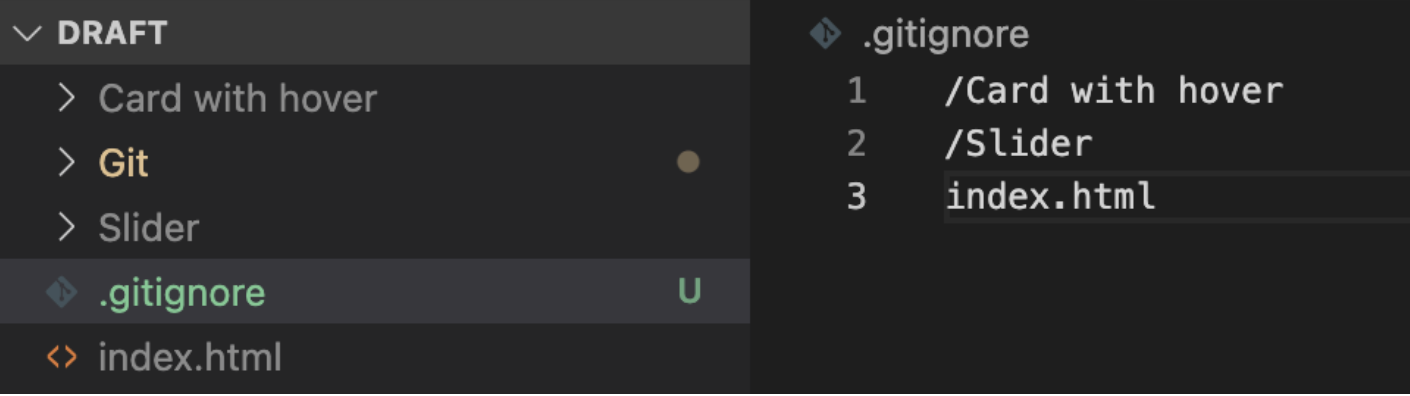 DRAFT
Card with hover
Git
Slider
.gitignore U
index.html
.gitignore
1 /Card with hover
2 /Slider
3 index.html